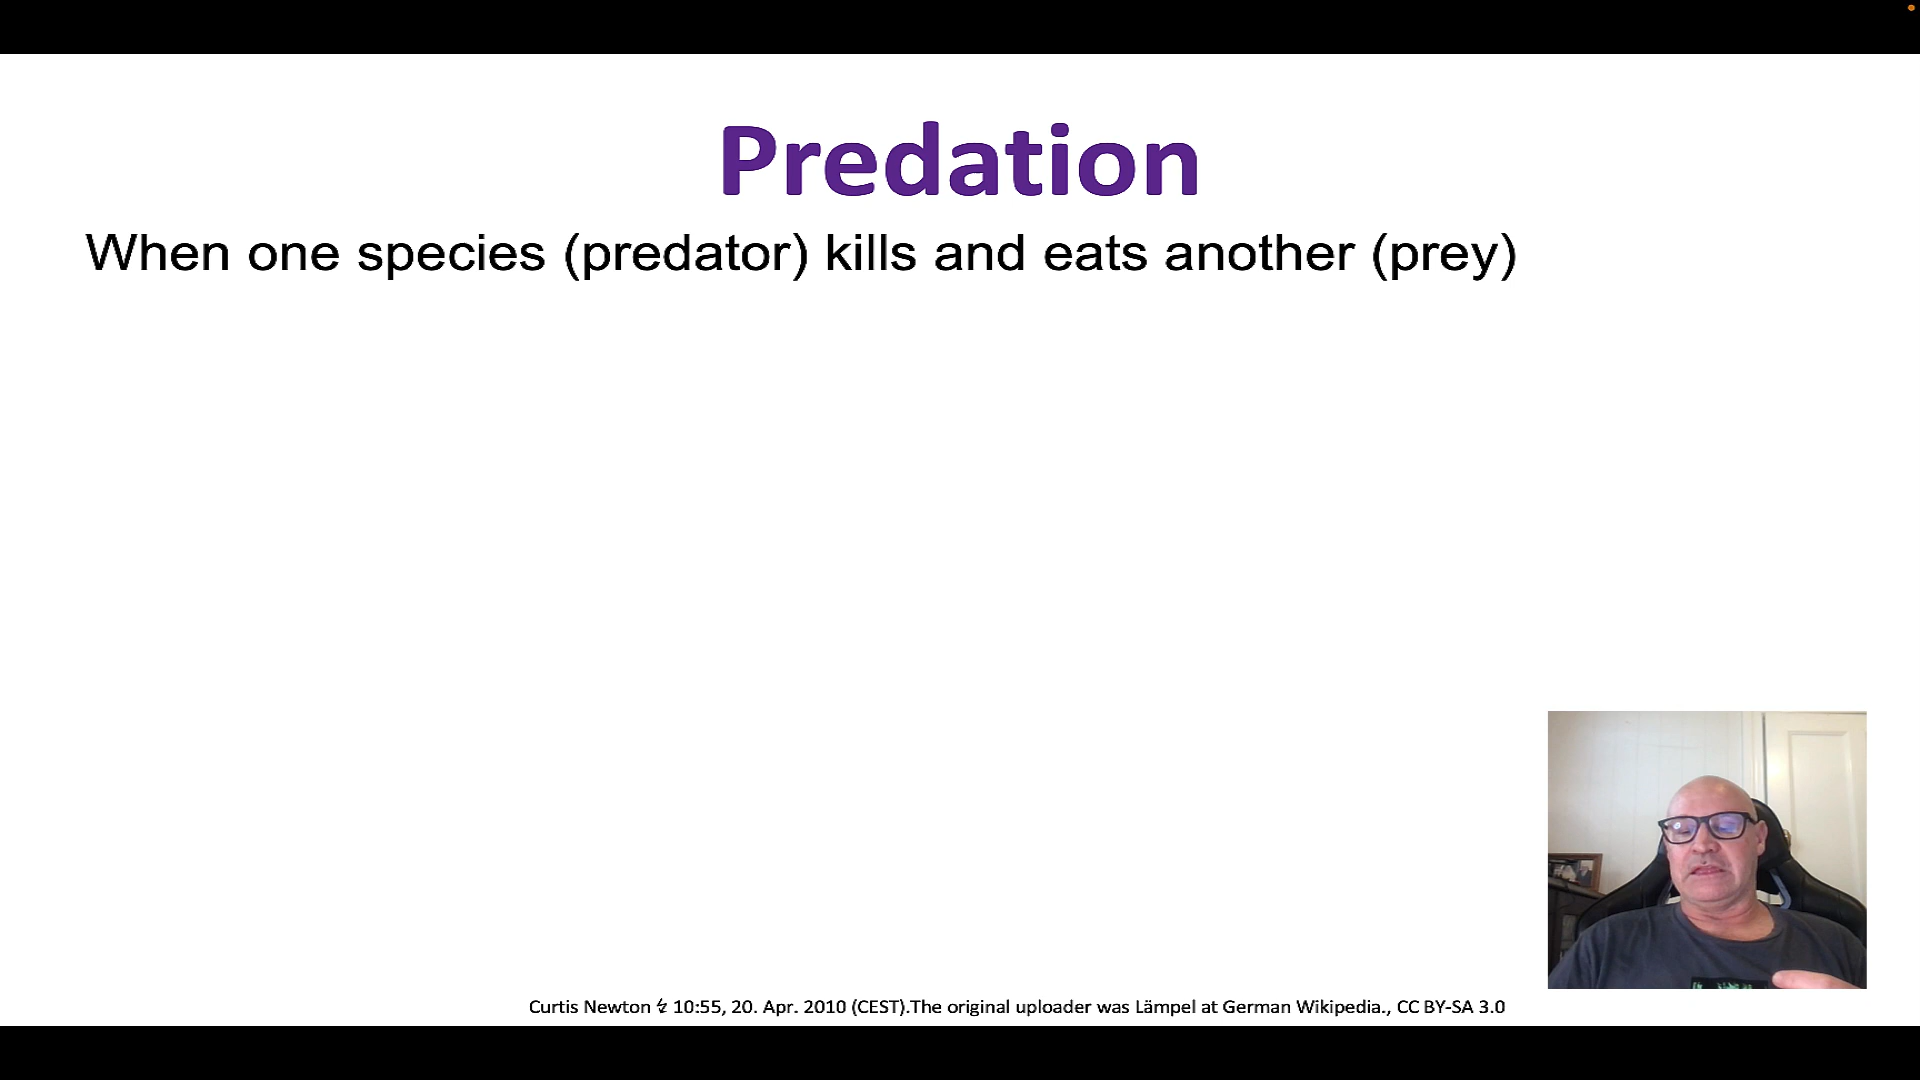 Predation
When one species (predator) kills and eats another (prey)
Curtis Newton ↯ 10:55, 20. Apr. 2010 (CEST).The original uploader was Lämpel at German Wikipedia., CC BY-SA 3.0